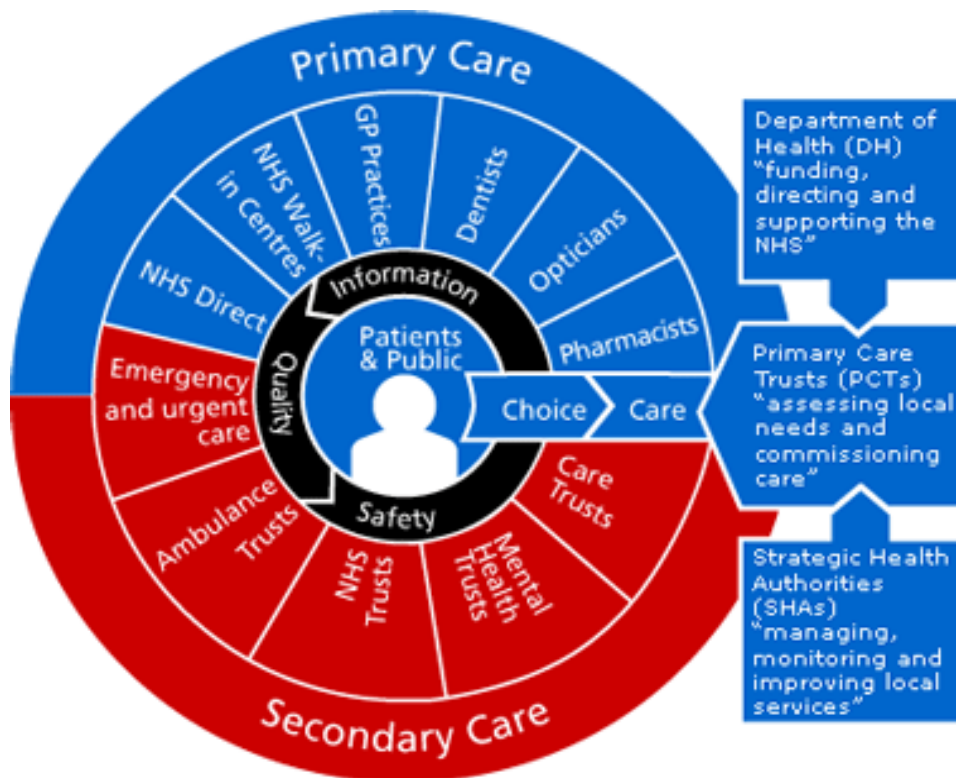 Primary Care
NHS Direct
NHS Walk-
in Centres
GP Practices
Dentists
Opticians
Pharmacists
Information
Quality
Safety
Patients
& Public
Choice
Care
Emergency
and urgent
care
Ambulance
Trusts
NHS
Trusts
Mental
Health
Trusts
Care
Trusts
Secondary Care
Department of
Health (DH)
"funding,
directing and
supporting the
NHS"
Primary Care
Trusts (PCTs)
"assessing local
needs and
commissioning
care"
Strategic Health
Authorities
(SHAs)
"managing,
monitoring and
improving local
services"